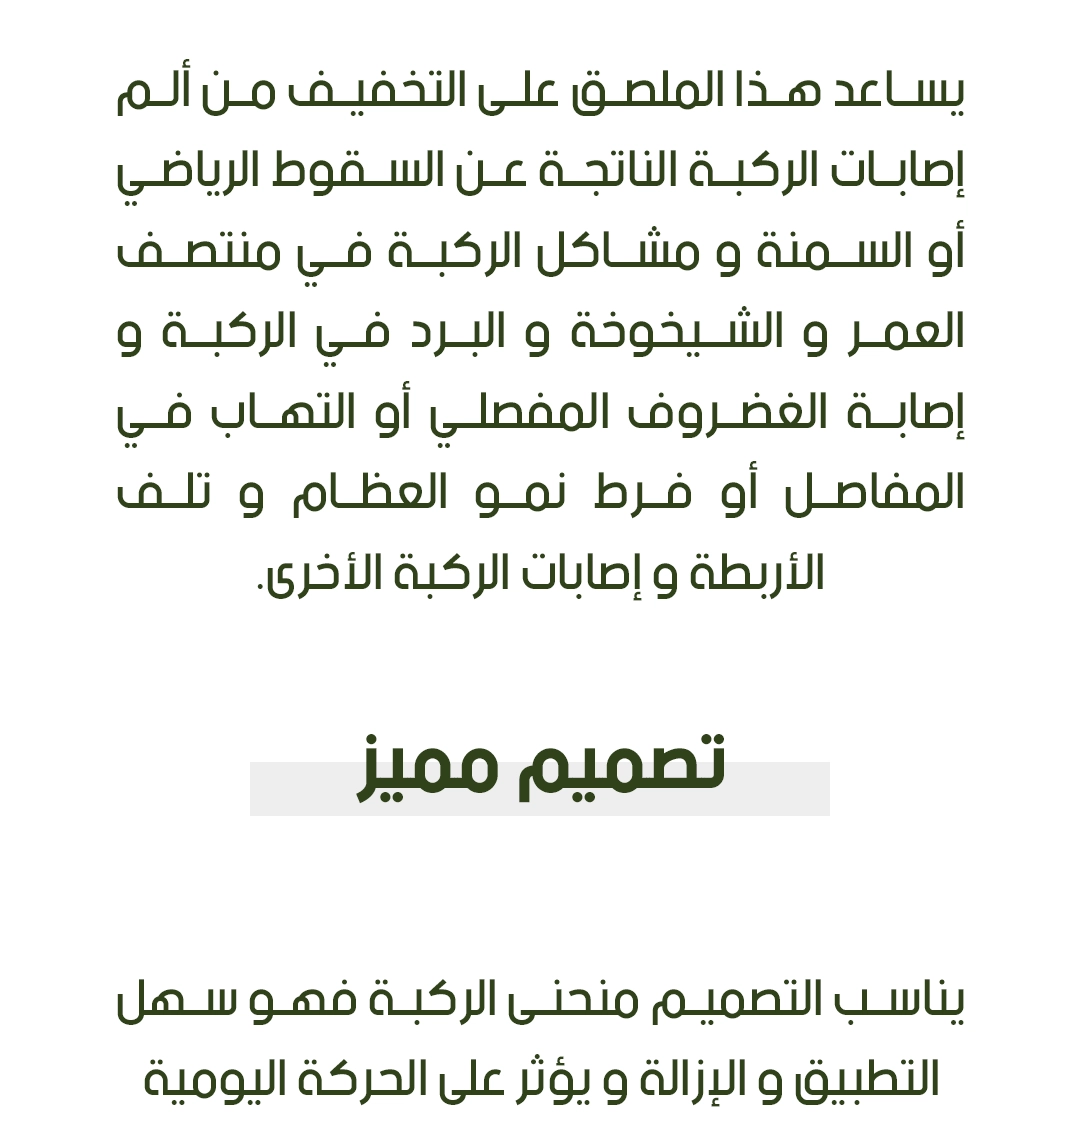 يساعد هذا الملصق على التخفيف من ألم
إصابات الركبة الناتجة عن السقوط الرياضي
أو السمنة و مشاكل الركبة في منتصف
العمر و الشيخوخة و البرد في الركبة و
إصابة الغضروف المفصلي أو التهاب في
المفاصل أو فرط نمو العظام و تلف
الأربطة و إصابات الركبة الأخرى.
تصميم مميز
يناسب التصميم منحنى الركبة فهو سهل
التطبيق و الإزالة و يؤثر على الحركة اليومية